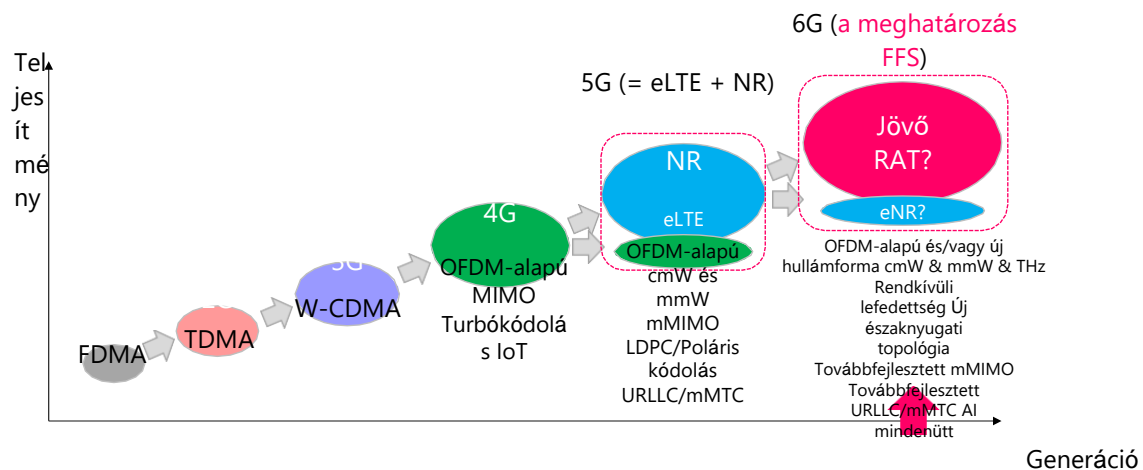 6G (a meghatározás
FFS)
Tel
jes
ít
mé
ny
5G (= eLTE + NR)
Jövő
RAT?
NR
eNR?
4G
eLTE
OFDM-alapú
cmW és
mmW
mMIMO
LDPC/Poláris
kódolás
URLLC/mMTC
OFDM-alapú és/vagy új
hullámforma cmW & mmW & THz
Rendkívüli
lefedettség Új
északnyugati
topológia
Továbbfejlesztett mMIMO
Továbbfejlesztett
URLLC/mMTC AI
mindenütt
3G
OFDM-alapú
MIMO
Turbókódolá
s IoT
W-CDMA
TDMA
FDMA
Generáció